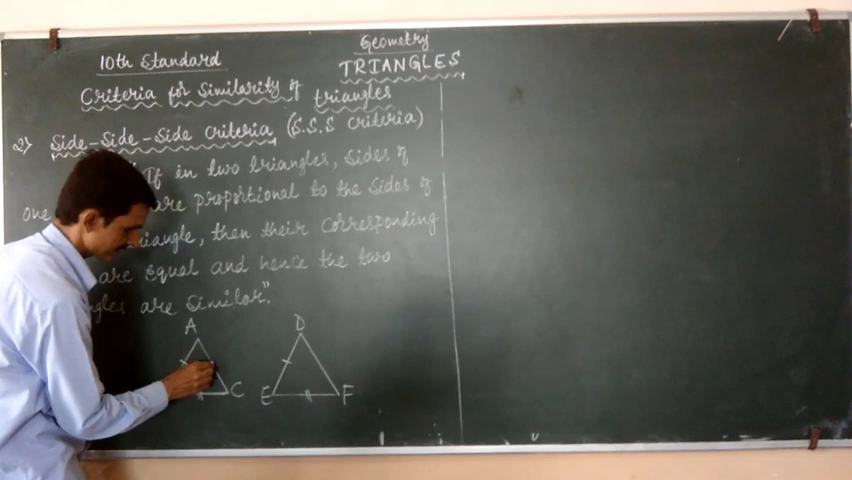 Geometry
10th Standard
TRIANGLES
Criteria for Similarity of triangles
2) Side-Side-Side Criteria (S.S.S Criteria)
If in two triangles, sides of
one are proportional to the sides of
triangle, then their corresponding
are Equal and hence the two
are similar".
A D
C E F